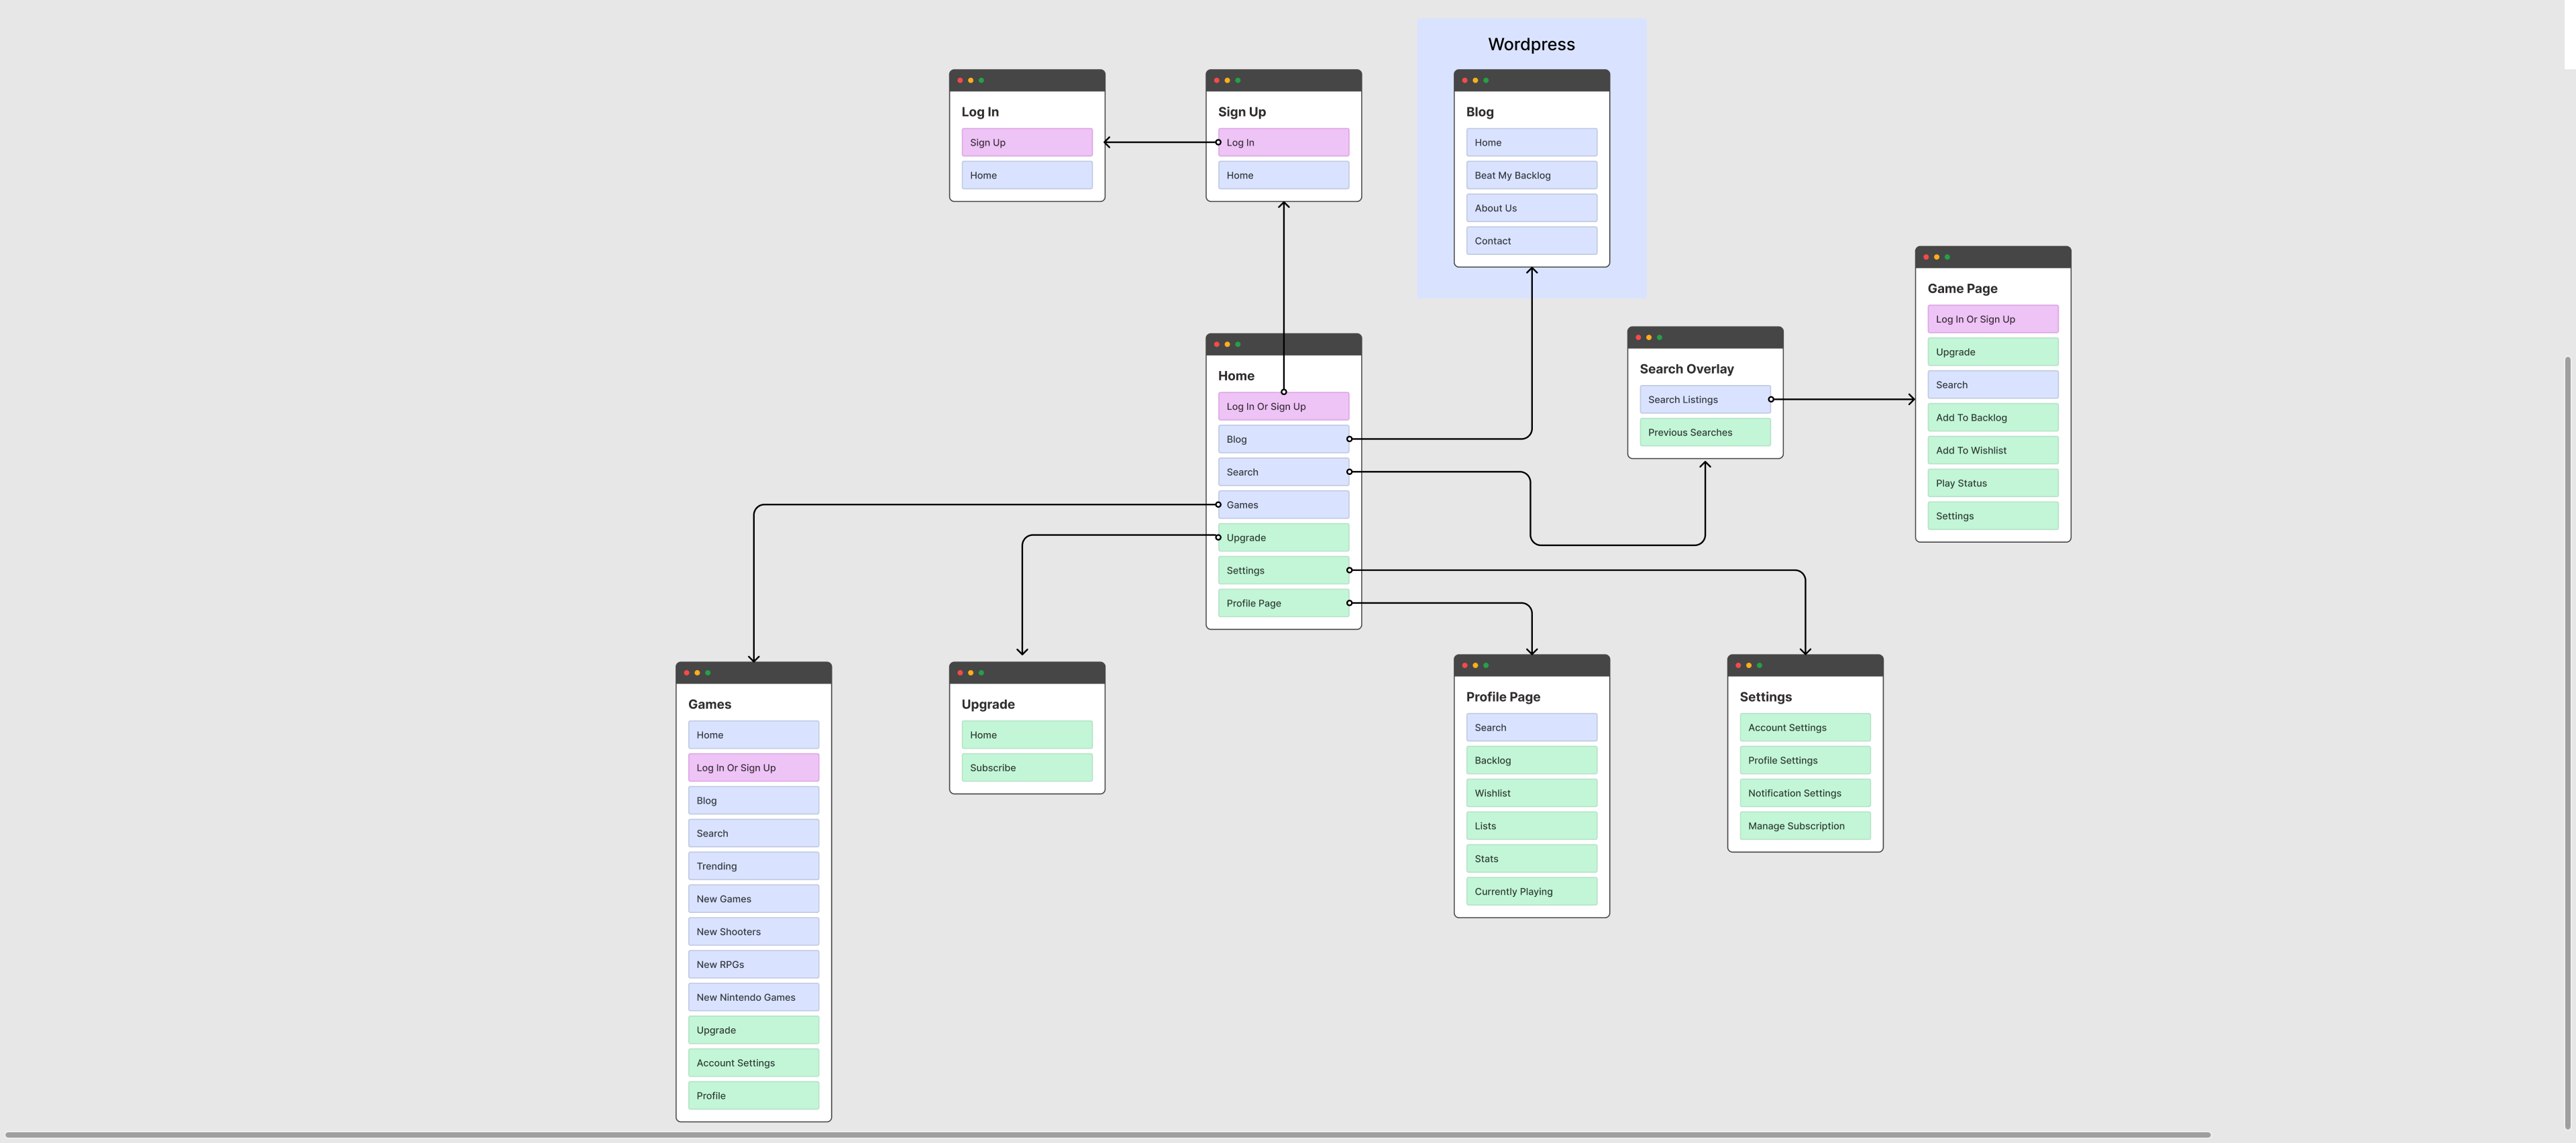 Wordpress
Log In
Sign Up
Home
Sign Up
Log In
Home
Blog
Home
Beat My Backlog
About Us
Contact
Game Page
Log In Or Sign Up
Upgrade
Search
Add To Backlog
Add To Wishlist
Play Status
Settings
Search Overlay
Search Listings
Previous Searches
Home
Log In Or Sign Up
Blog
Search
Games
Upgrade
Settings
Profile Page
Games
Home
Log In Or Sign Up
Blog
Search
Trending
New Games
New Shooters
New RPGs
New Nintendo Games
Upgrade
Account Settings
Profile
Upgrade
Home
Subscribe
Profile Page
Search
Backlog
Wishlist
Lists
Stats
Currently Playing
Settings
Account Settings
Profile Settings
Notification Settings
Manage Subscription